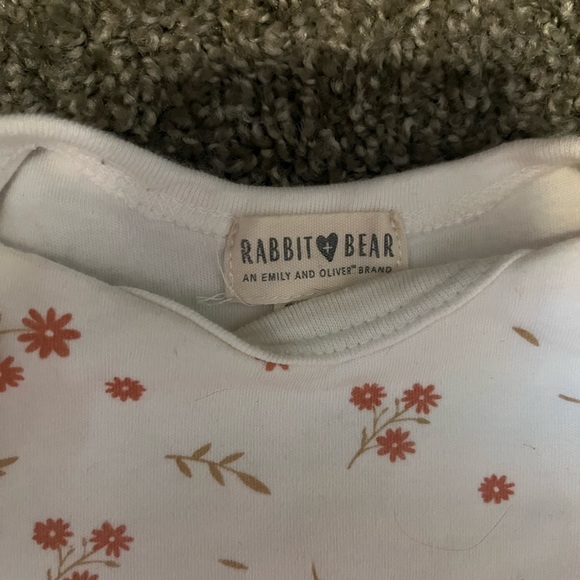 RABBIT BEAR
AN EMILY AND OLIVER™ BRAND